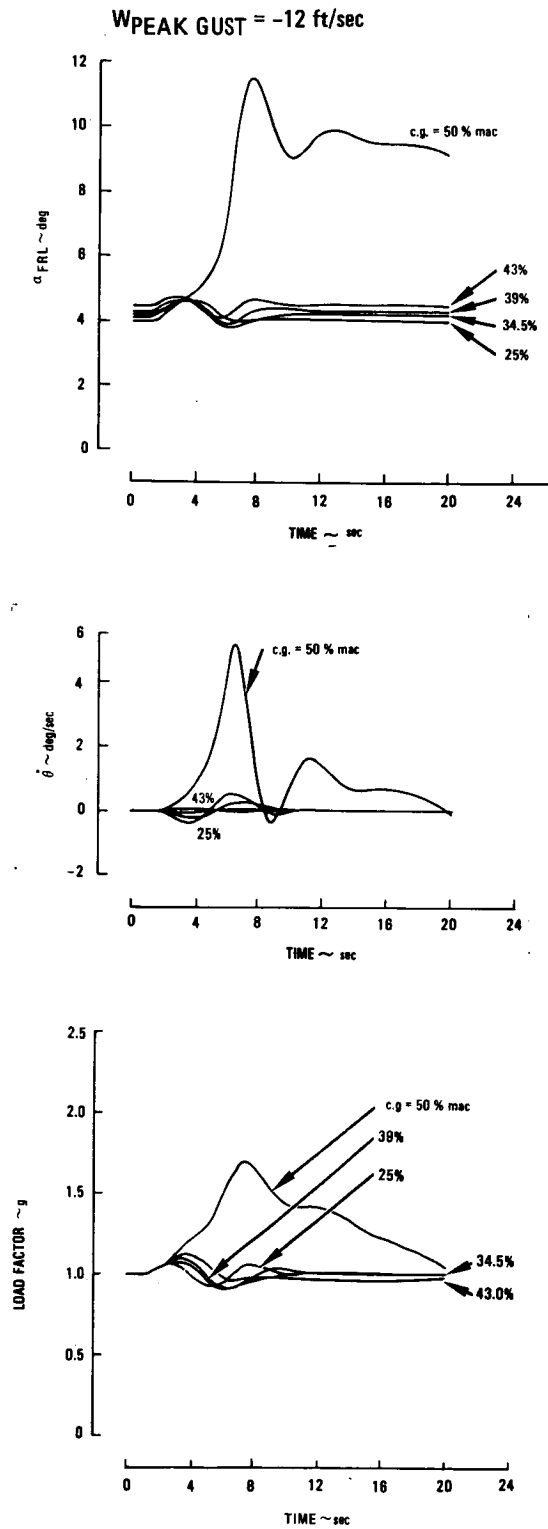 WPEAK GUST = -12 ft/sec
12
10
8
6
4
2
0
αFRL ~ deg
c.g. = 50 % mac
43%
39%
34.5%
25%
0 4 8 12 16 20 24
TIME ~ sec
6
4
2
0
-2
θ̇ ~ deg/sec
c.g. = 50 % mac
43%
25%
0 4 8 12 16 20 24
TIME ~ sec
2.5
2.0
1.5
1.0
0.5
0
LOAD FACTOR ~ g
c.g = 50 % mac
39%
25%
34.5%
43.0%
0 4 8 12 16 20 24
TIME ~ sec